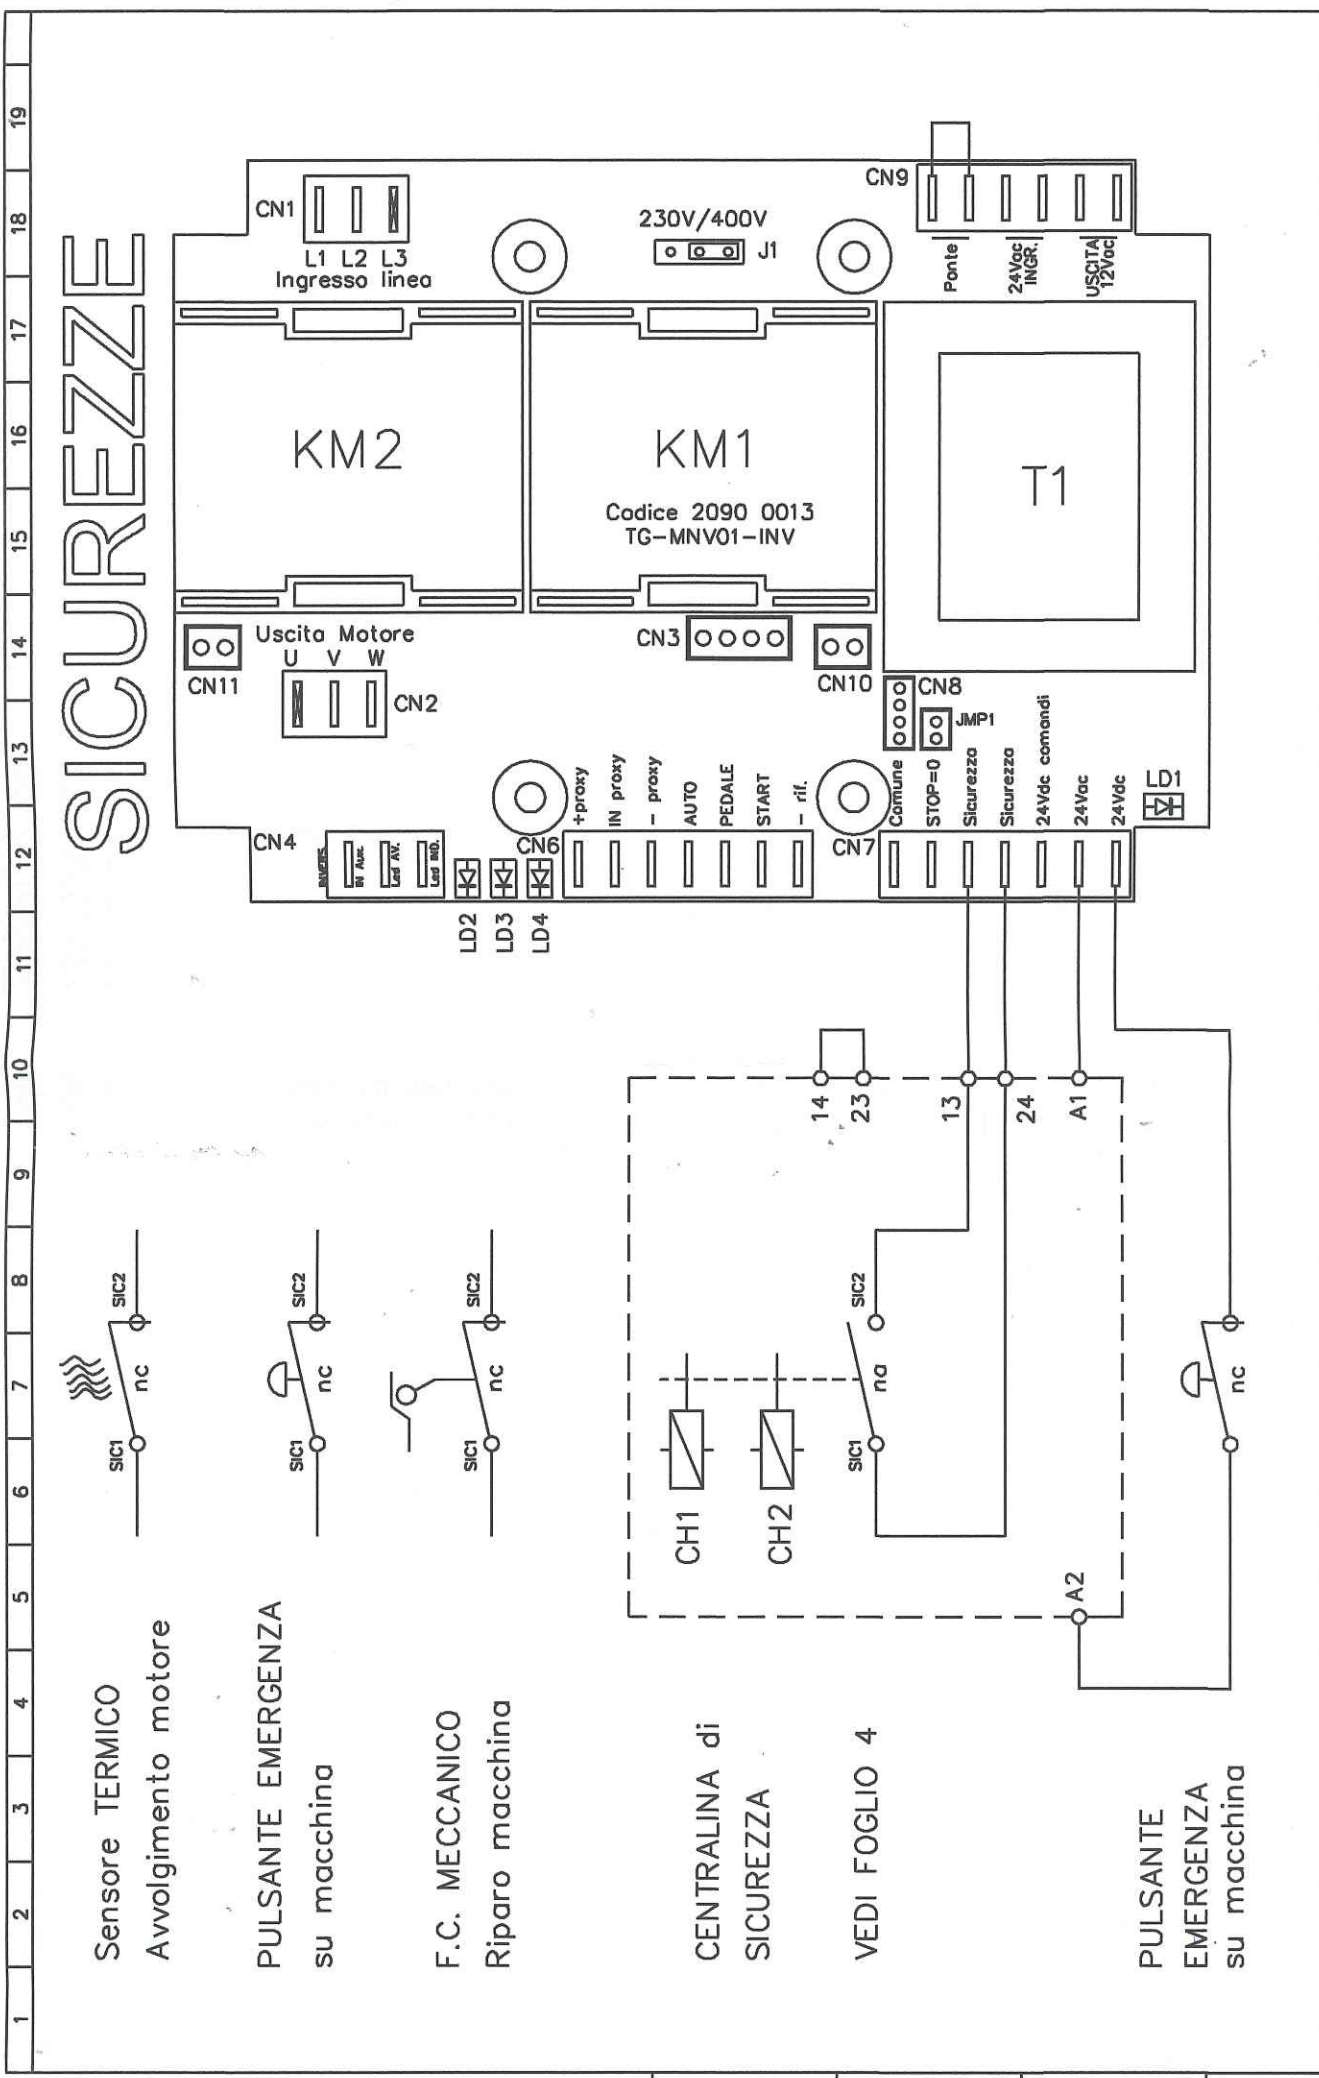 SICUREZZE
19
18
17
16
15
14
13
12
11
10
9
8
7
6
5
4
3
2
1
CN1
L1 L2 L3
Ingresso linea
230V/400V
J1
CN9
Ponte
24Vac
INGR.
USCITA
12Vac
KM2
KM1
Codice 2090 0013
TG-MNV01-INV
T1
CN11
Uscita Motore
U V W
CN2
CN3
CN10
CN8
JMP1
CN4
INVERS.
IN Aux.
Led AV.
Led IND.
LD2
LD3
LD4
CN6
+proxy
IN proxy
- proxy
AUTO
PEDALE
START
- rif.
CN7
Comune
STOP=0
Sicurezza
Sicurezza
24Vdc comandi
24Vac
24Vdc
LD1
14
23
13
24
A1
A2
SIC1
nc
SIC2
SIC1
nc
SIC2
SIC1
nc
SIC2
CH1
CH2
SIC1
na
SIC2
nc
Sensore TERMICO
Avvolgimento motore
PULSANTE EMERGENZA
su macchina
F.C. MECCANICO
Riparo macchina
CENTRALINA di
SICUREZZA
VEDI FOGLIO 4
PULSANTE
EMERGENZA
su macchina